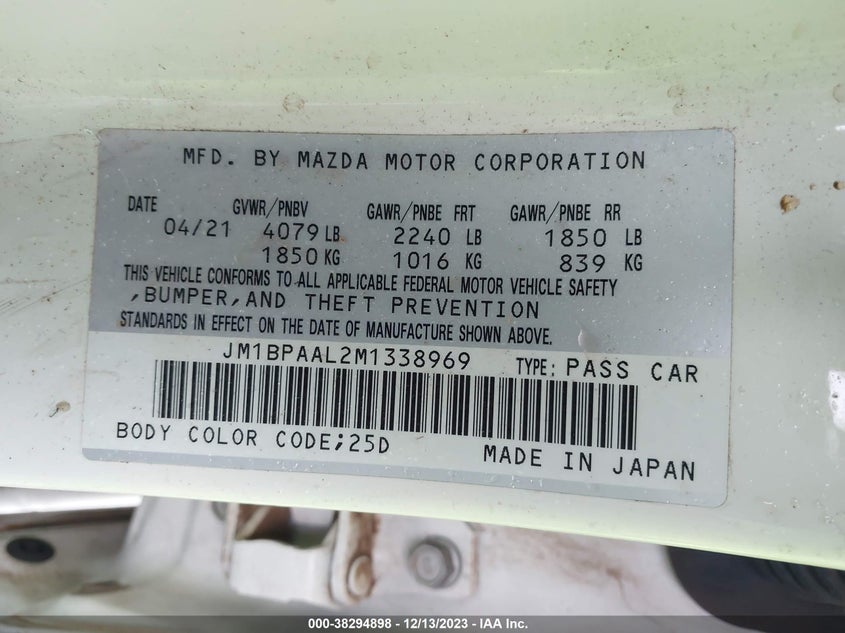 MFD. BY MAZDA MOTOR CORPORATION
DATE GVWR/PNBV GAWR/PNBE FRT GAWR/PNBE RR
04/21 4079 LB 2240 LB 1850 LB
1850 KG 1016 KG 839 KG
THIS VEHICLE CONFORMS TO ALL APPLICABLE FEDERAL MOTOR VEHICLE SAFETY
,BUMPER,AND THEFT PREVENTION
STANDARDS IN EFFECT ON THE DATE OF MANUFACTURE SHOWN ABOVE.
JM1BPAAL2M1338969 TYPE: PASS CAR
BODY COLOR CODE;25D
MADE IN JAPAN
000-38294898 - 12/13/2023 - IAA Inc.